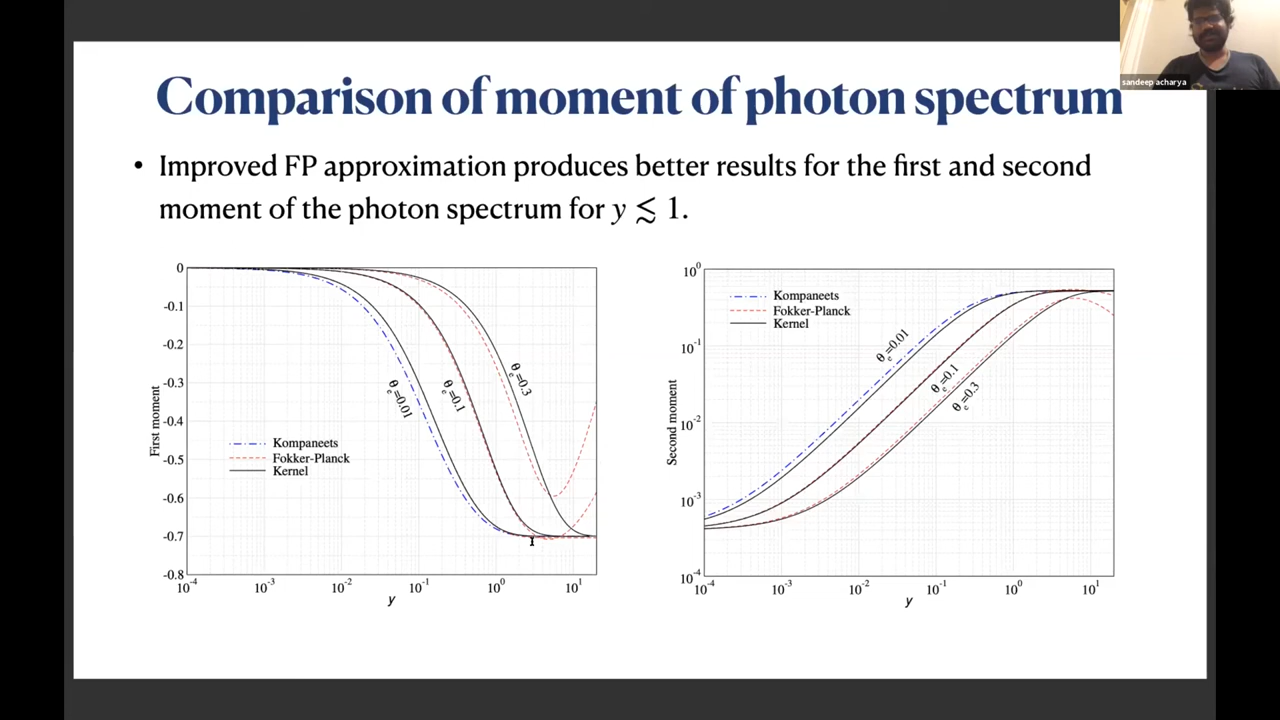 sandeep acharya
Comparison of moment of photon spectrum
• Improved FP approximation produces better results for the first and second
moment of the photon spectrum for y ≲ 1.
First moment
0
-0.1
-0.2
-0.3
-0.4
-0.5
-0.6
-0.7
-0.8
θe=0.01
θe=0.1
θe=0.3
Kompaneets
Fokker-Planck
Kernel
10-4 10-3 10-2 10-1 100 101
y
Second moment
100
10-1
10-2
10-3
10-4
Kompaneets
Fokker-Planck
Kernel
θe=0.01
θe=0.1
θe=0.3
10-4 10-3 10-2 10-1 100 101
y